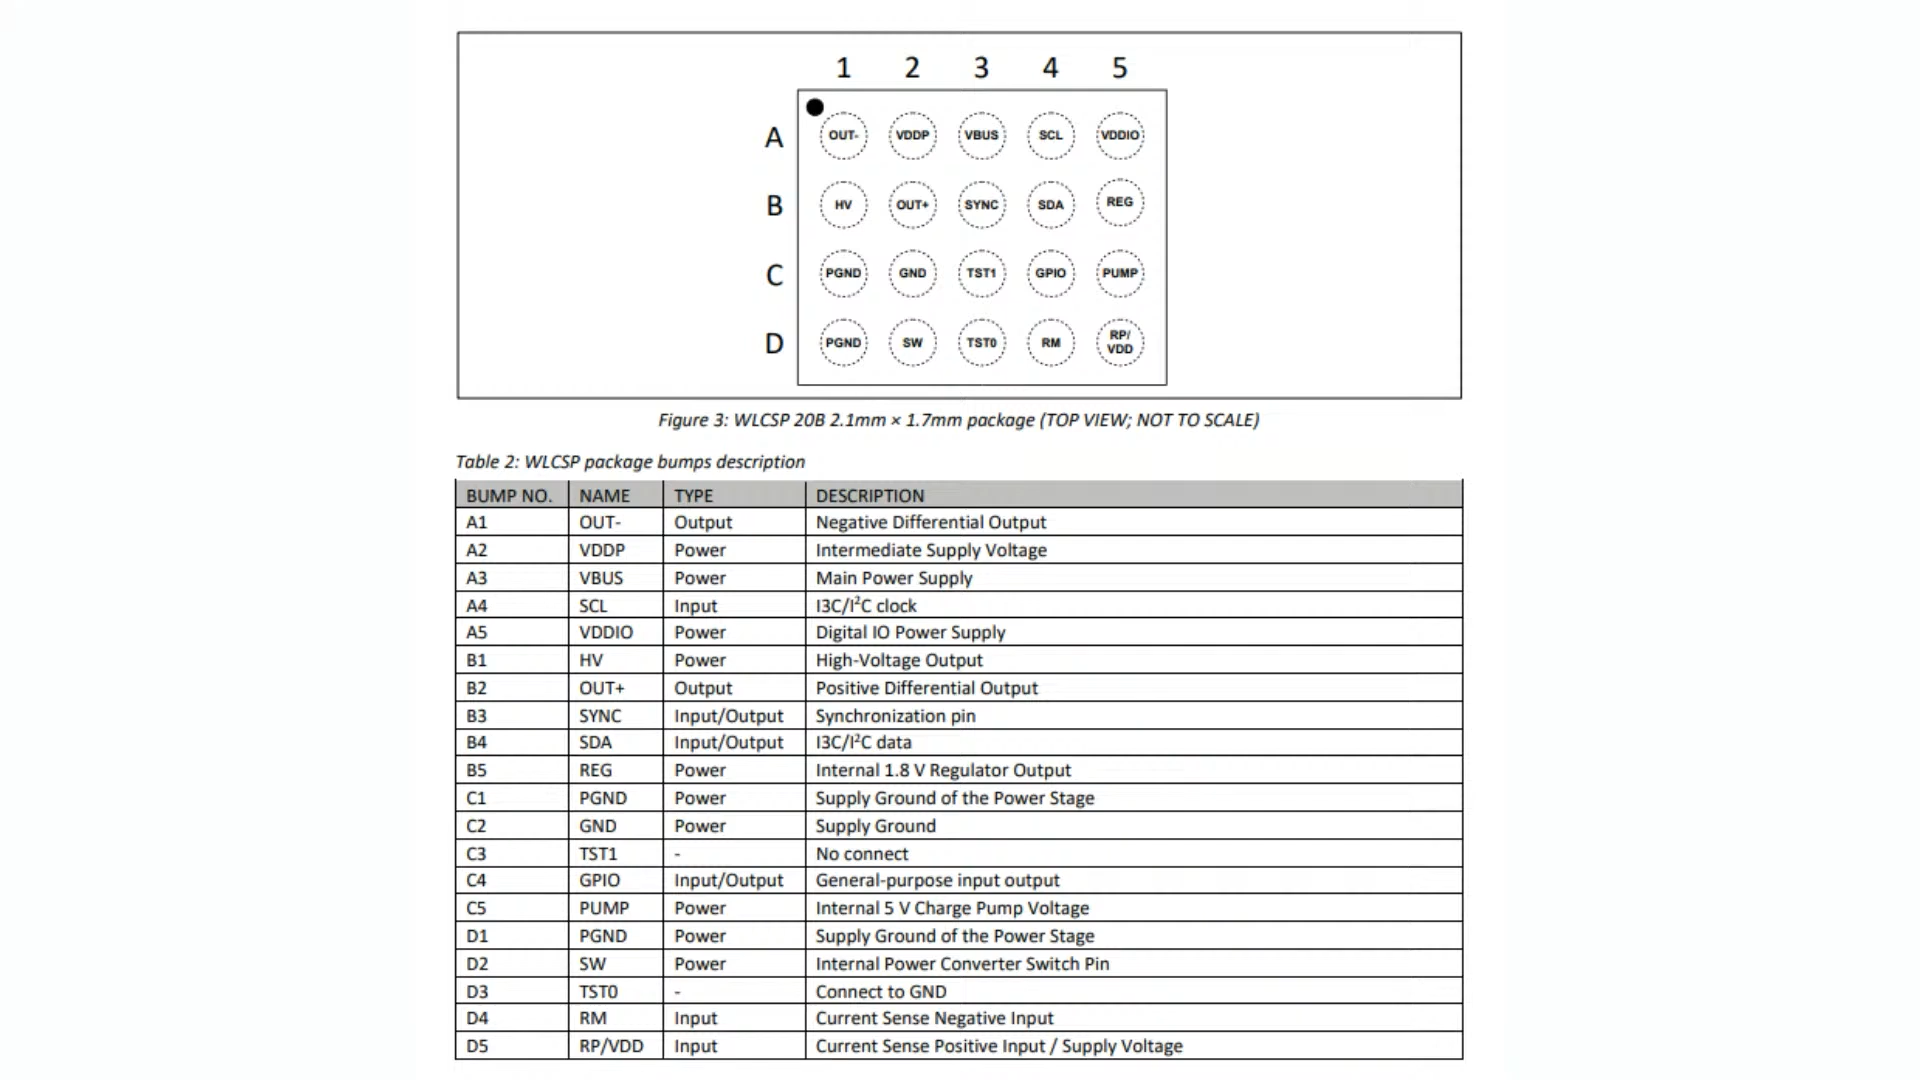 1 2 3 4 5
A OUT- VDDP VBUS SCL VDDIO
B HV OUT+ SYNC SDA REG
C PGND GND TST1 GPIO PUMP
D PGND SW TST0 RM RP/
VDD
Figure 3: WLCSP 20B 2.1mm × 1.7mm package (TOP VIEW; NOT TO SCALE)
Table 2: WLCSP package bumps description
BUMP NO. NAME TYPE DESCRIPTION
A1 OUT- Output Negative Differential Output
A2 VDDP Power Intermediate Supply Voltage
A3 VBUS Power Main Power Supply
A4 SCL Input I3C/I²C clock
A5 VDDIO Power Digital IO Power Supply
B1 HV Power High-Voltage Output
B2 OUT+ Output Positive Differential Output
B3 SYNC Input/Output Synchronization pin
B4 SDA Input/Output I3C/I²C data
B5 REG Power Internal 1.8 V Regulator Output
C1 PGND Power Supply Ground of the Power Stage
C2 GND Power Supply Ground
C3 TST1 - No connect
C4 GPIO Input/Output General-purpose input output
C5 PUMP Power Internal 5 V Charge Pump Voltage
D1 PGND Power Supply Ground of the Power Stage
D2 SW Power Internal Power Converter Switch Pin
D3 TST0 - Connect to GND
D4 RM Input Current Sense Negative Input
D5 RP/VDD Input Current Sense Positive Input / Supply Voltage